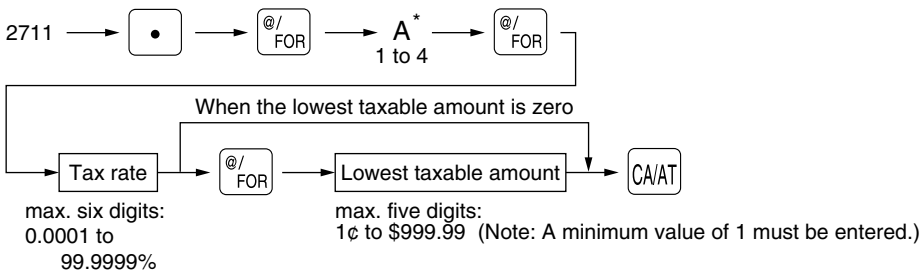 2711 • @/FOR A* @/FOR
1 to 4
When the lowest taxable amount is zero
Tax rate @/FOR Lowest taxable amount CA/AT
max. six digits: max. five digits:
0.0001 to 1¢ to $999.99 (Note: A minimum value of 1 must be entered.)
99.9999%